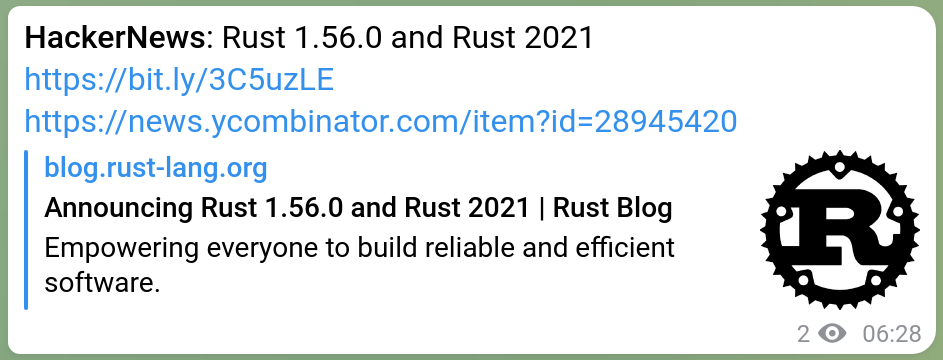 HackerNews: Rust 1.56.0 and Rust 2021
https://bit.ly/3C5uzLE
https://news.ycombinator.com/item?id=28945420
blog.rust-lang.org
Announcing Rust 1.56.0 and Rust 2021 | Rust Blog
Empowering everyone to build reliable and efficient
software.
R
2 06:28